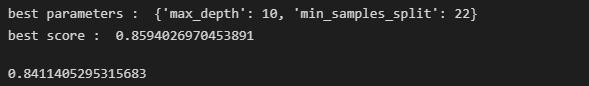 best parameters :  {'max_depth': 10, 'min_samples_split': 22}
best score :  0.8594026970453891
0.8411405295315683